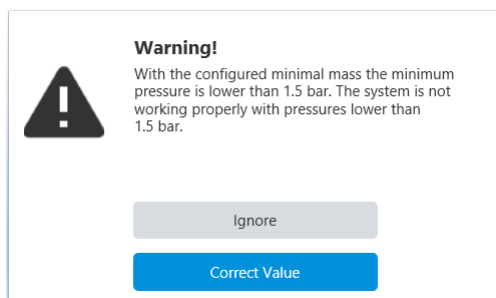 Warning!
With the configured minimal mass the minimum
pressure is lower than 1.5 bar. The system is not
working properly with pressures lower than
1.5 bar.
Ignore
Correct Value